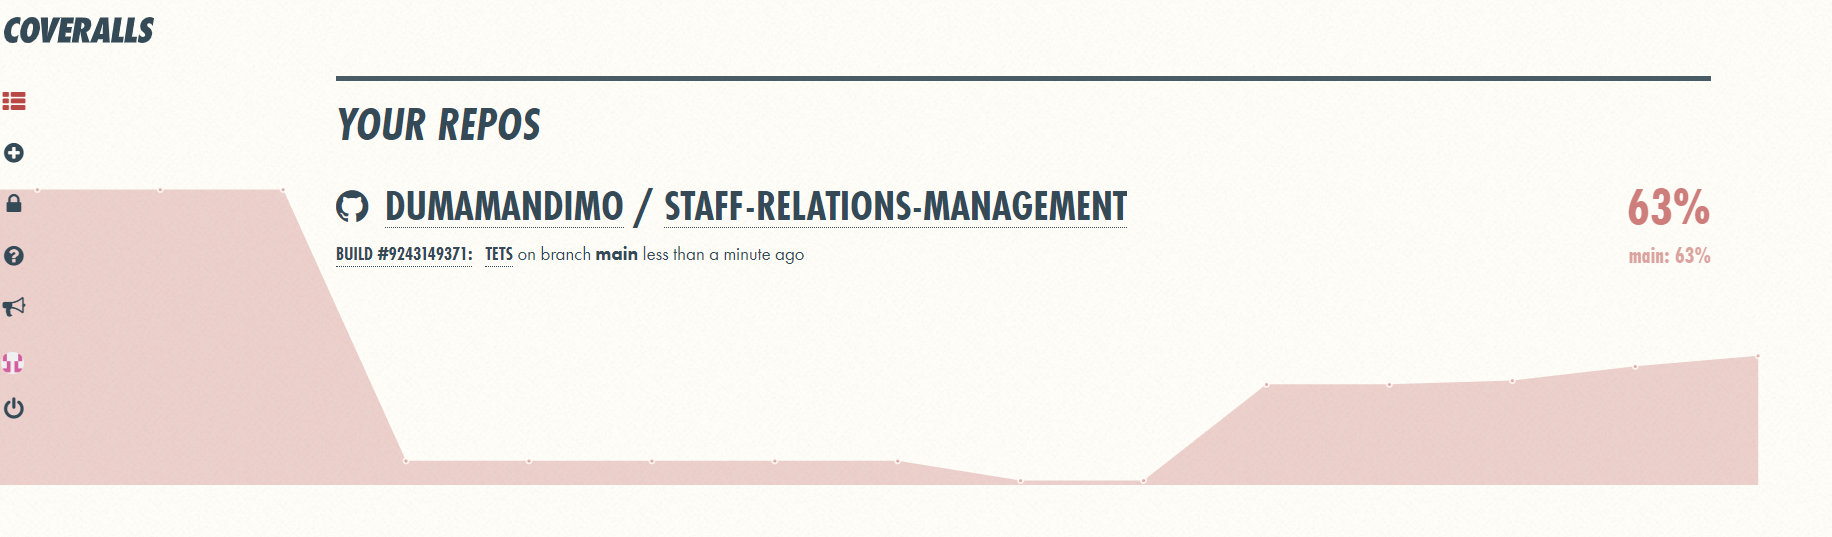 COVERALLS
YOUR REPOS
DUMAMANDIMO / STAFF-RELATIONS-MANAGEMENT
63%
BUILD #9243149371: TETS on branch main less than a minute ago
main: 63%